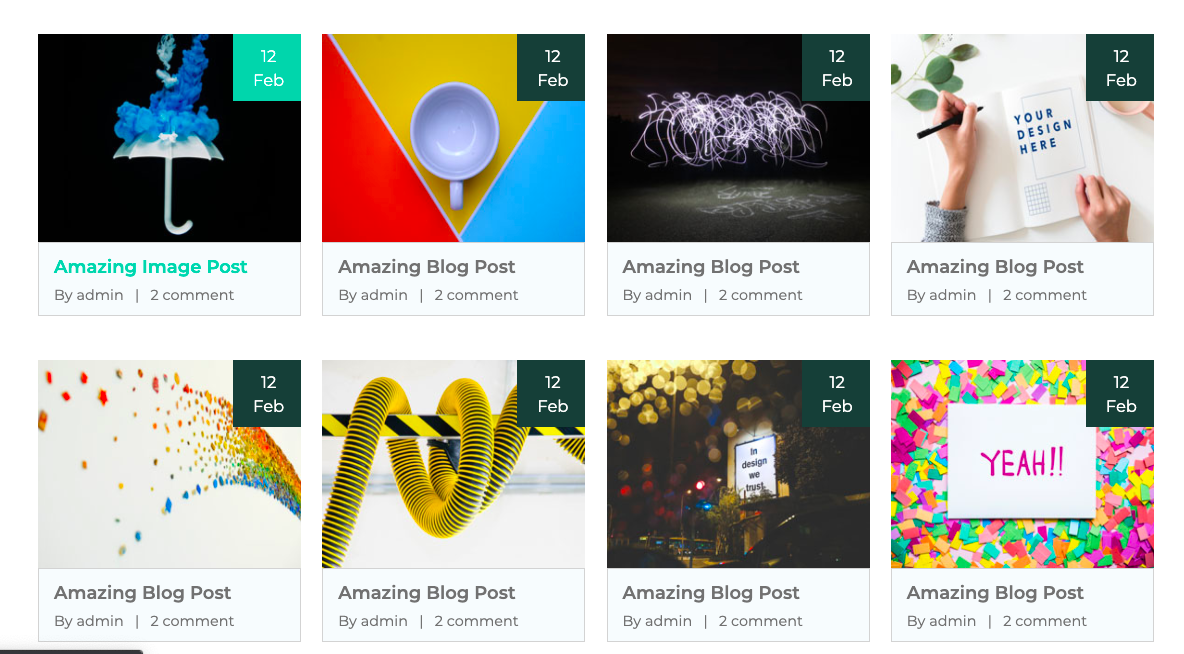 12
Feb
12
Feb
12
Feb
12
Feb
YOUR
DESIGN
HERE
Amazing Image Post
By admin | 2 comment
Amazing Blog Post
By admin | 2 comment
Amazing Blog Post
By admin | 2 comment
Amazing Blog Post
By admin | 2 comment
12
Feb
12
Feb
12
Feb
12
Feb
In
design
we
trust.
YEAH!!
Amazing Blog Post
By admin | 2 comment
Amazing Blog Post
By admin | 2 comment
Amazing Blog Post
By admin | 2 comment
Amazing Blog Post
By admin | 2 comment